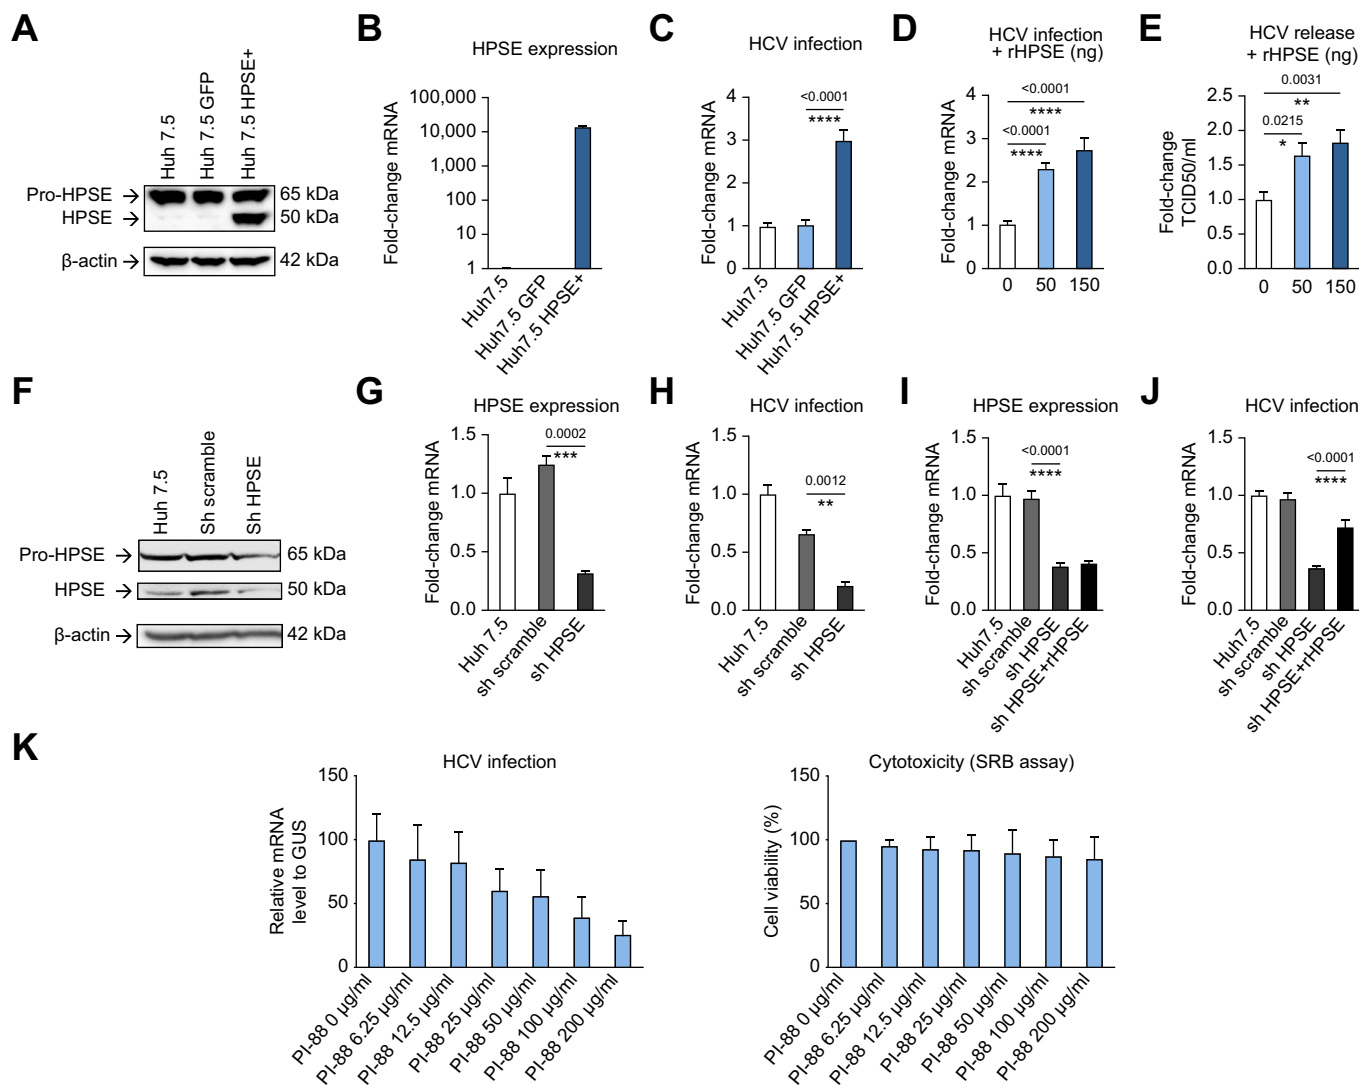 A
Huh 7.5
Huh 7.5 GFP
Huh 7.5 HPSE+
Pro-HPSE → 65 kDa
HPSE → 50 kDa
β-actin → 42 kDa
B
HPSE expression
Fold-change mRNA
100,000
10,000
1,000
100
10
1
Huh7.5
Huh7.5 GFP
Huh7.5 HPSE+
C
HCV infection
Fold-change mRNA
4
3
2
1
0
<0.0001
****
Huh7.5
Huh7.5 GFP
Huh7.5 HPSE+
D
HCV infection
+ rHPSE (ng)
Fold-change mRNA
4
3
2
1
0
<0.0001
****
<0.0001
****
0 50 150
E
HCV release
+ rHPSE (ng)
Fold-change
TCID50/ml
2.5
2.0
1.5
1.0
0.5
0.0
0.0031
**
0.0215
*
0 50 150
F
Huh 7.5
Sh scramble
Sh HPSE
Pro-HPSE → 65 kDa
HPSE → 50 kDa
β-actin → 42 kDa
G
HPSE expression
Fold-change mRNA
1.5
1.0
0.5
0.0
0.0002
***
Huh 7.5
sh scramble
sh HPSE
H
HCV infection
Fold-change mRNA
1.5
1.0
0.5
0.0
0.0012
**
Huh 7.5
sh scramble
sh HPSE
I
HPSE expression
Fold-change mRNA
1.5
1.0
0.5
0.0
<0.0001
****
Huh7.5
sh scramble
sh HPSE
sh HPSE+rHPSE
J
HCV infection
Fold-change mRNA
1.5
1.0
0.5
0.0
<0.0001
****
Huh7.5
sh scramble
sh HPSE
sh HPSE+rHPSE
K
HCV infection
Relative mRNA
level to GUS
150
100
50
0
PI-88 0 µg/ml
PI-88 6.25 µg/ml
PI-88 12.5 µg/ml
PI-88 25 µg/ml
PI-88 50 µg/ml
PI-88 100 µg/ml
PI-88 200 µg/ml
Cytotoxicity (SRB assay)
Cell viability (%)
150
100
50
0
PI-88 0 µg/ml
PI-88 6.25 µg/ml
PI-88 12.5 µg/ml
PI-88 25 µg/ml
PI-88 50 µg/ml
PI-88 100 µg/ml
PI-88 200 µg/ml